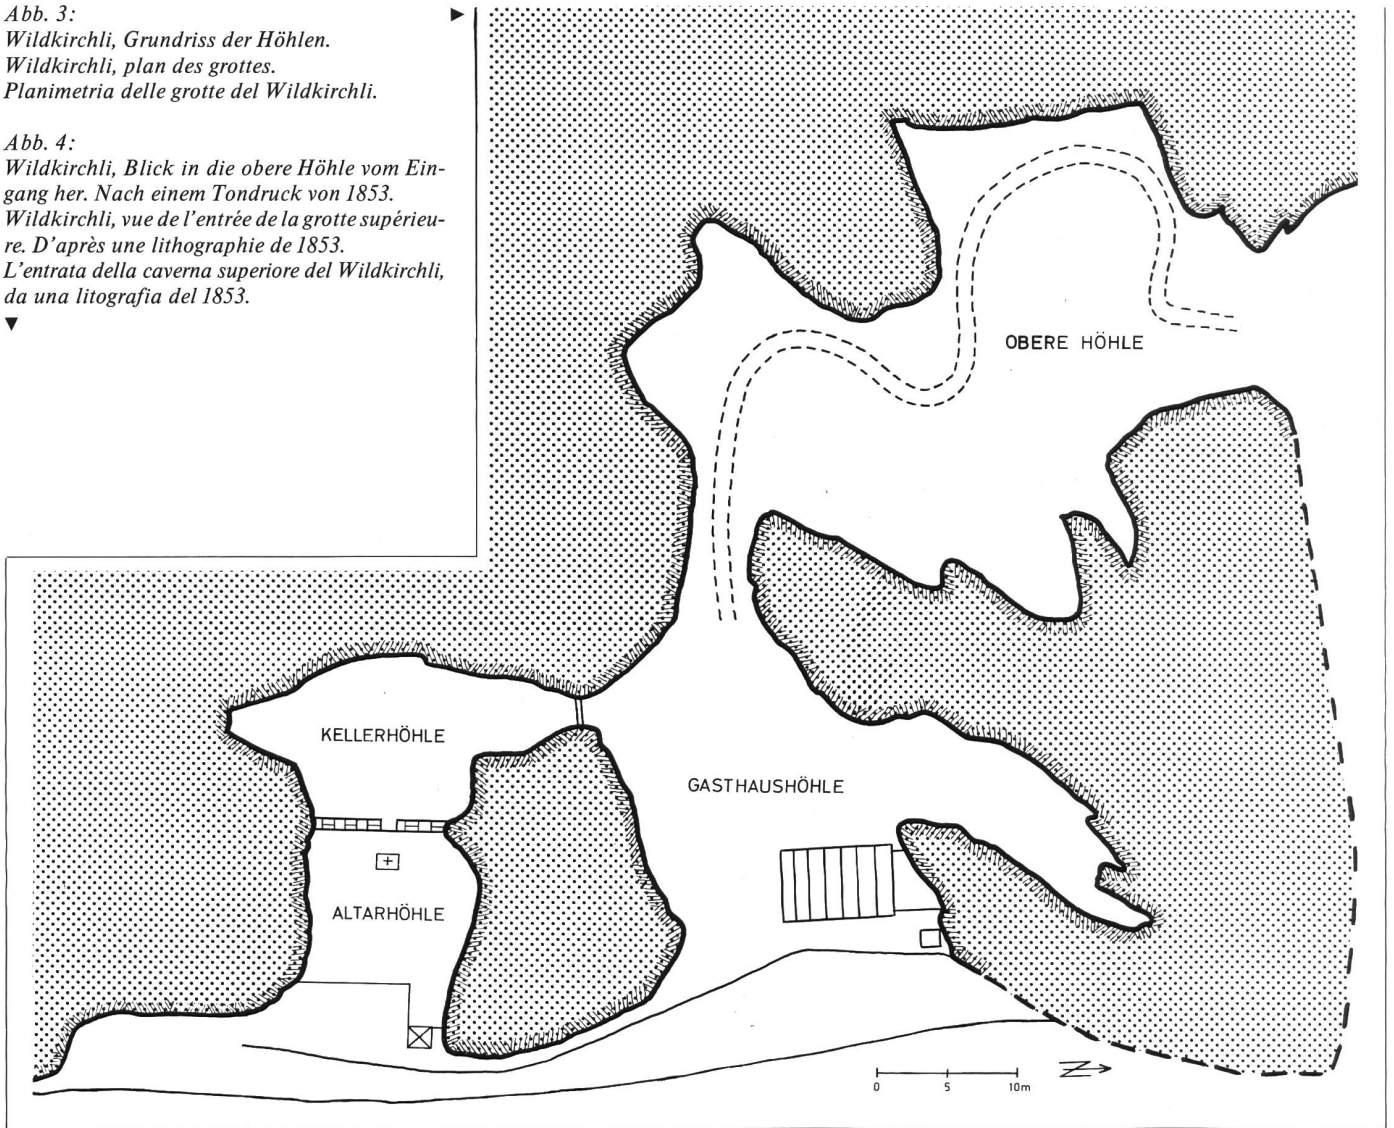 Abb. 3:
Wildkirchli, Grundriss der Höhlen.
Wildkirchli, plan des grottes.
Planimetria delle grotte del Wildkirchli.
Abb. 4:
Wildkirchli, Blick in die obere Höhle vom Ein-
gang her. Nach einem Tondruck von 1853.
Wildkirchli, vue de l'entrée de la grotte supérieu-
re. D'après une lithographie de 1853.
L'entrata della caverna superiore del Wildkirchli,
da una litografia del 1853.
OBERE HÖHLE
KELLERHÖHLE
GASTHAUSHÖHLE
ALTARHÖHLE
0 5 10m
N